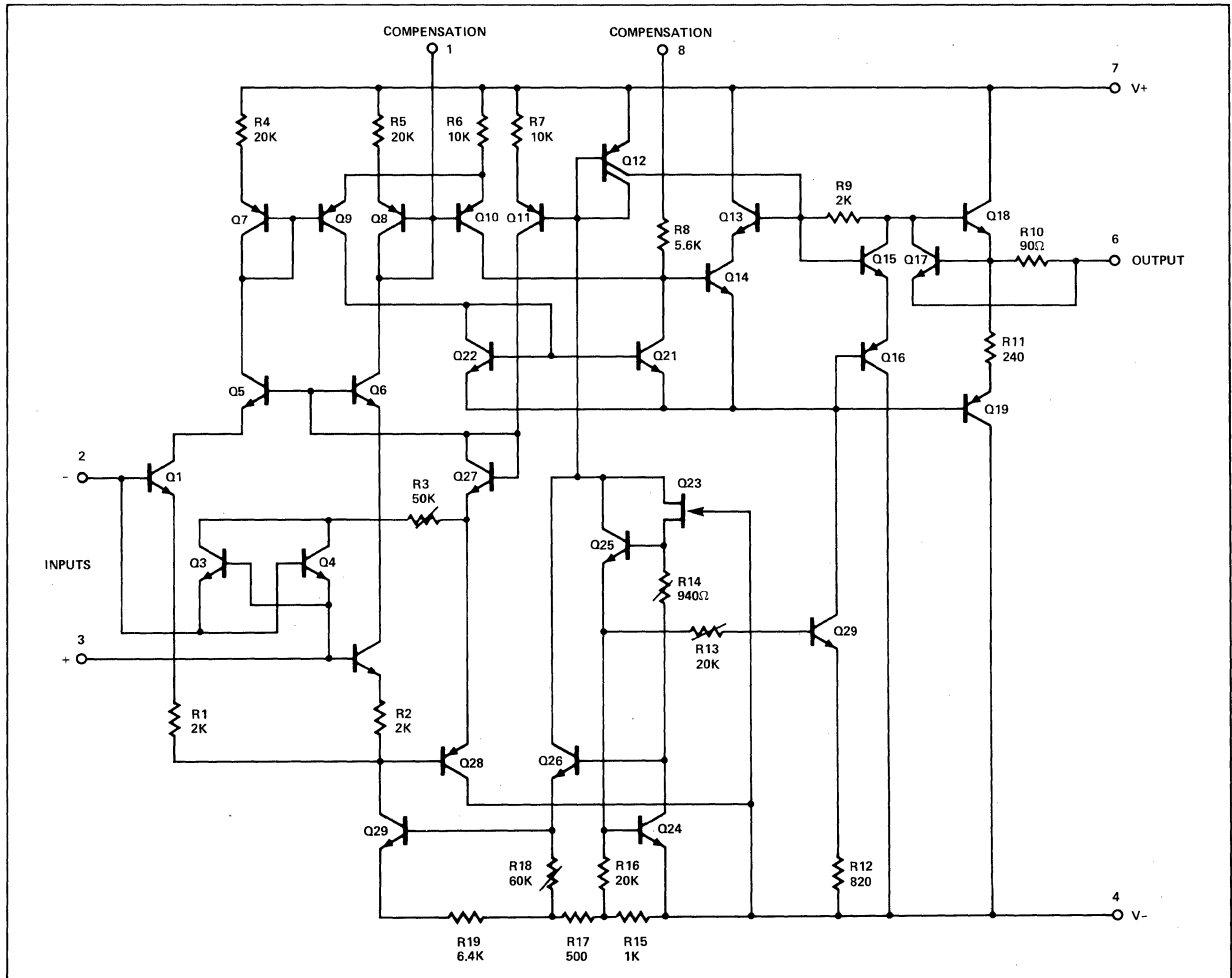 COMPENSATION
1
COMPENSATION
8
7
V+
R4
20K
R5
20K
R6
10K
R7
10K
Q12
Q7
Q9
Q8
Q10
Q11
R8
5.6K
Q13
R9
2K
Q18
Q14
Q15
Q17
R10
90Ω
6
OUTPUT
Q22
Q21
Q16
R11
240
Q19
Q5
Q6
2
-
Q1
Q27
R3
50K
Q23
Q25
INPUTS
Q3
Q4
R14
940Ω
3
+
R13
20K
Q29
R1
2K
R2
2K
Q28
Q26
Q29
R18
60K
R16
20K
Q24
R12
820
4
V-
R19
6.4K
R17
500
R15
1K